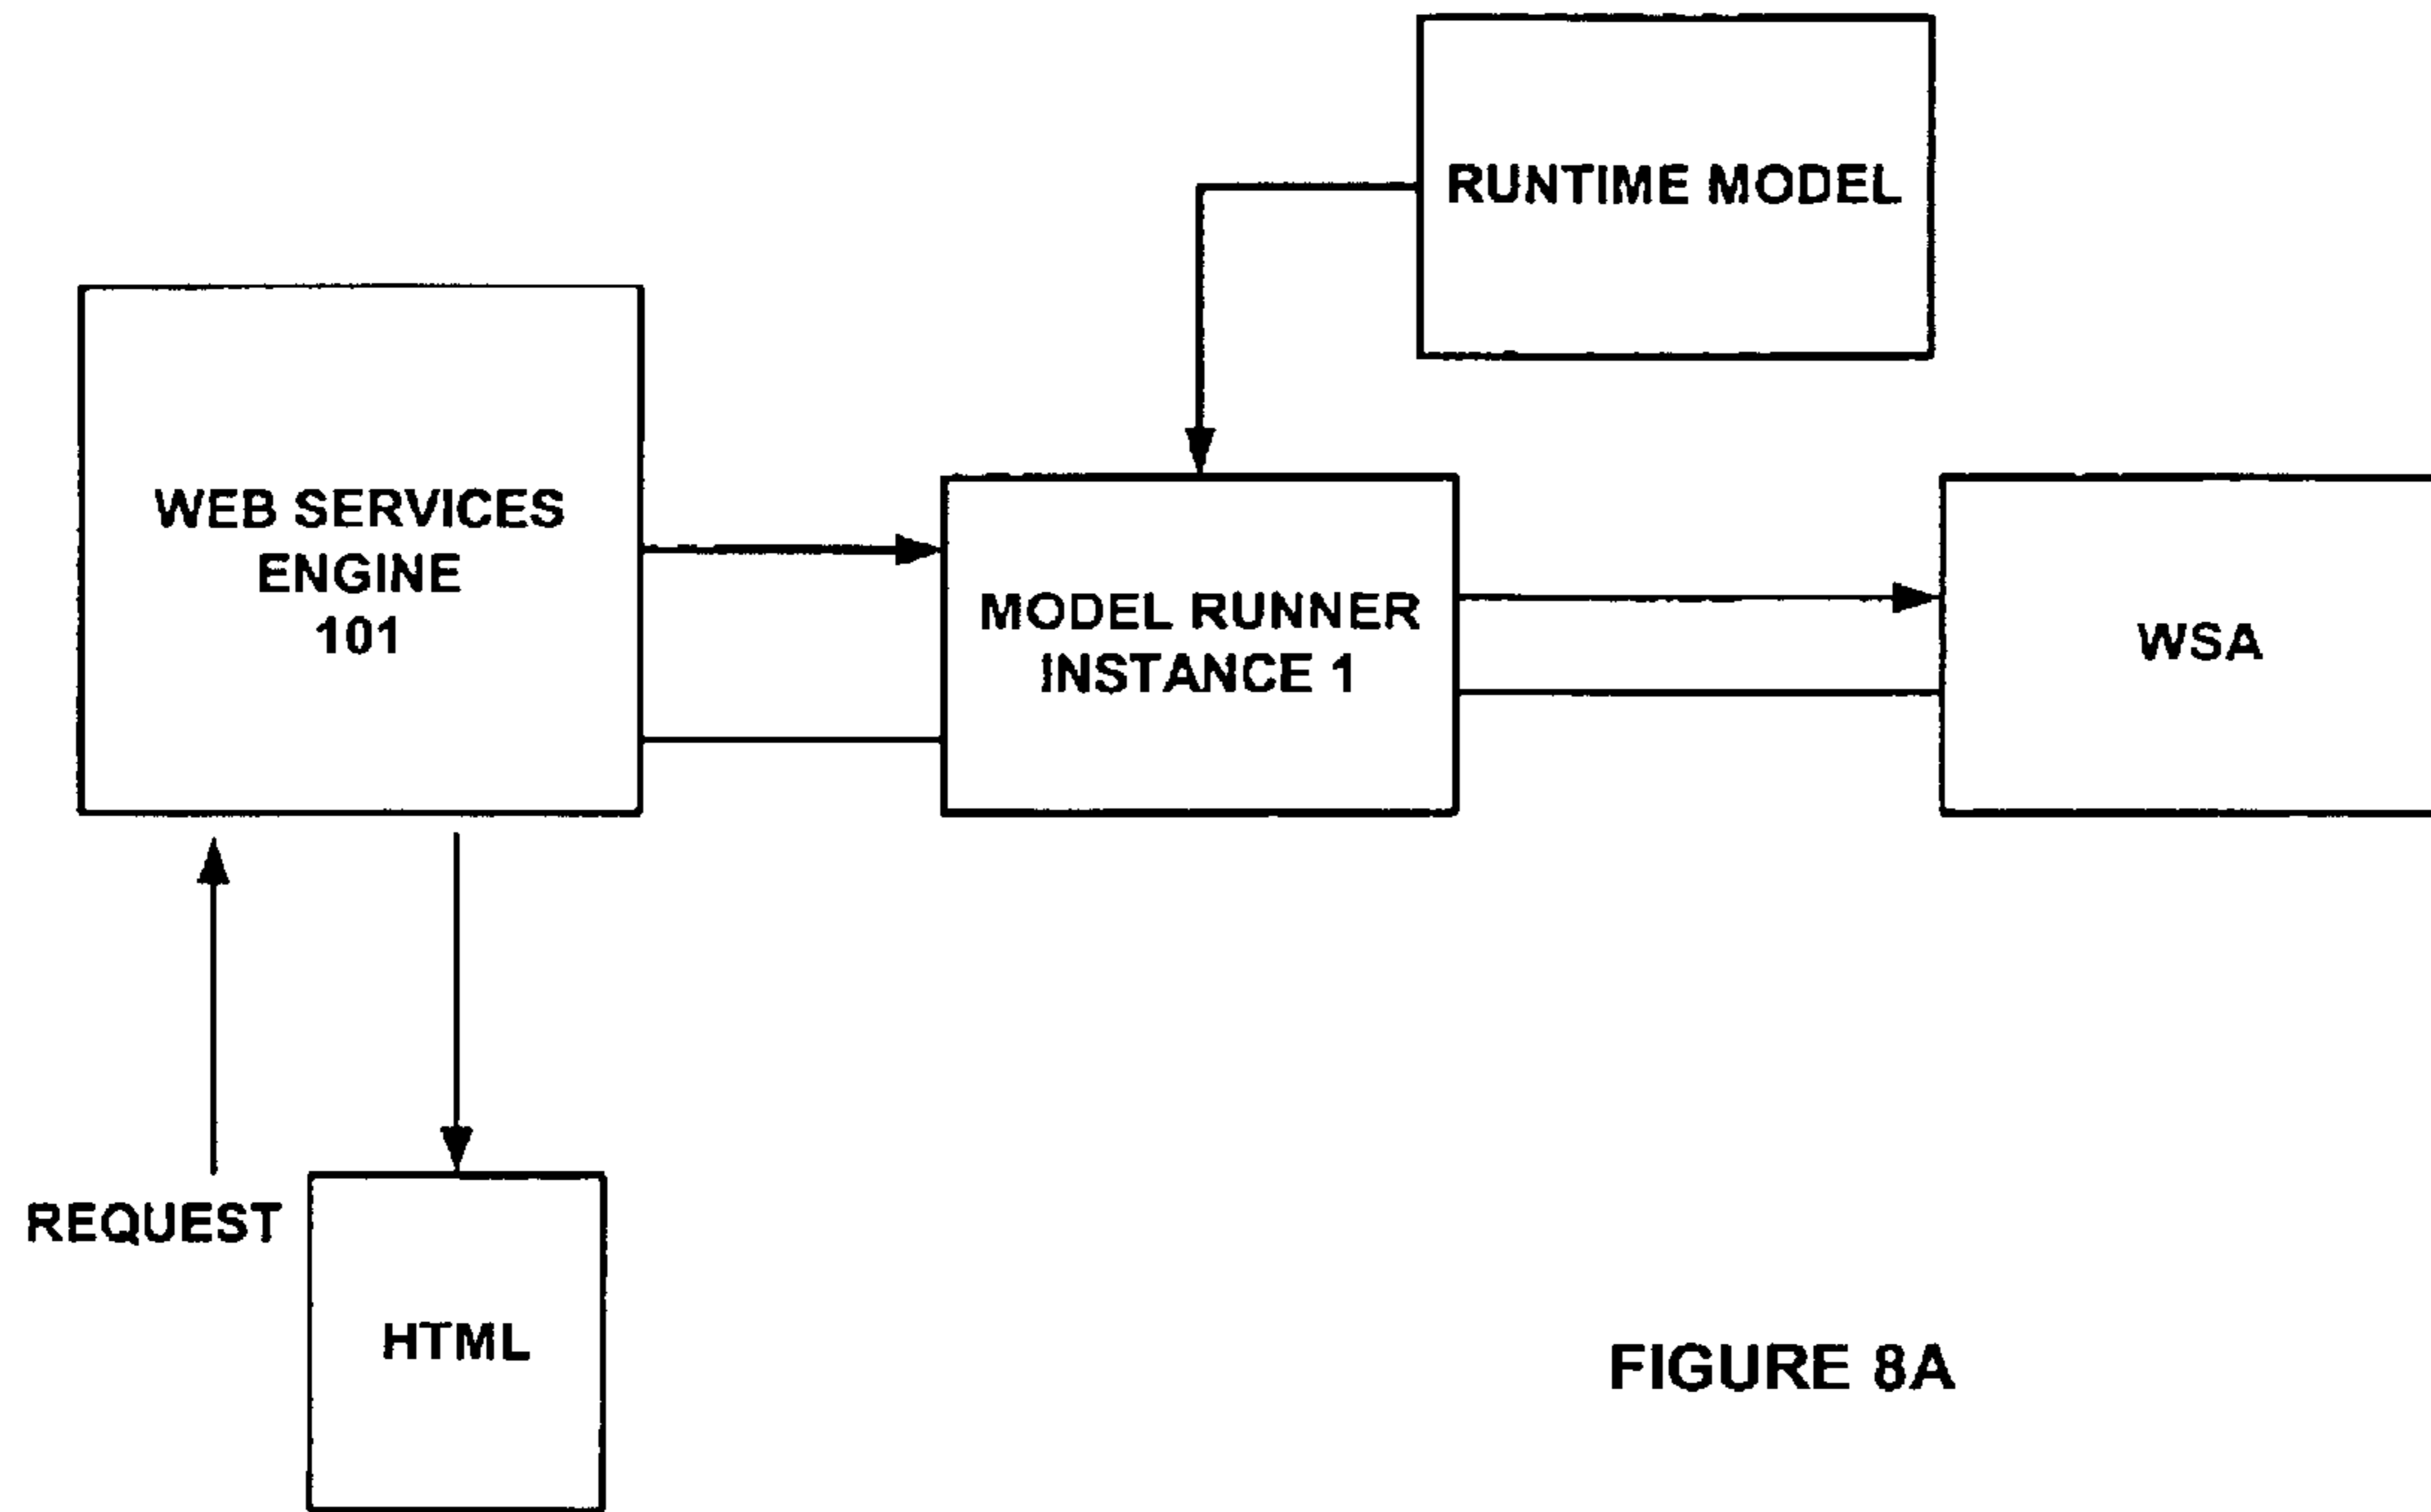 RUNTIME MODEL
WEB SERVICES
ENGINE
101
MODEL RUNNER
INSTANCE 1
WSA
REQUEST
HTML
FIGURE 8A